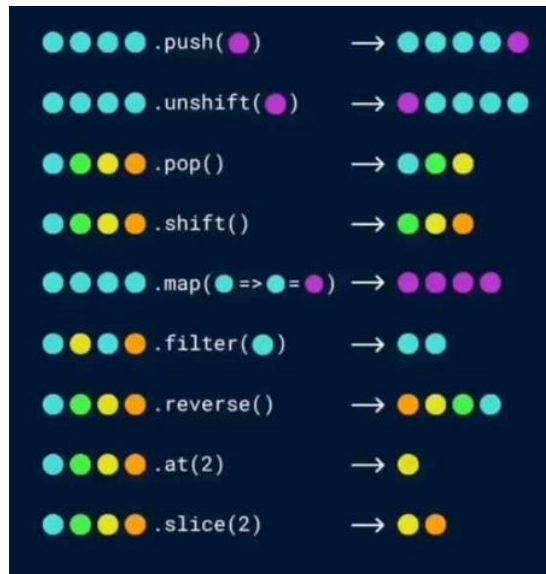 .push( ) →
.unshift( ) →
.pop() →
.shift() →
.map( => = ) →
.filter( ) →
.reverse() →
.at(2) →
.slice(2) →